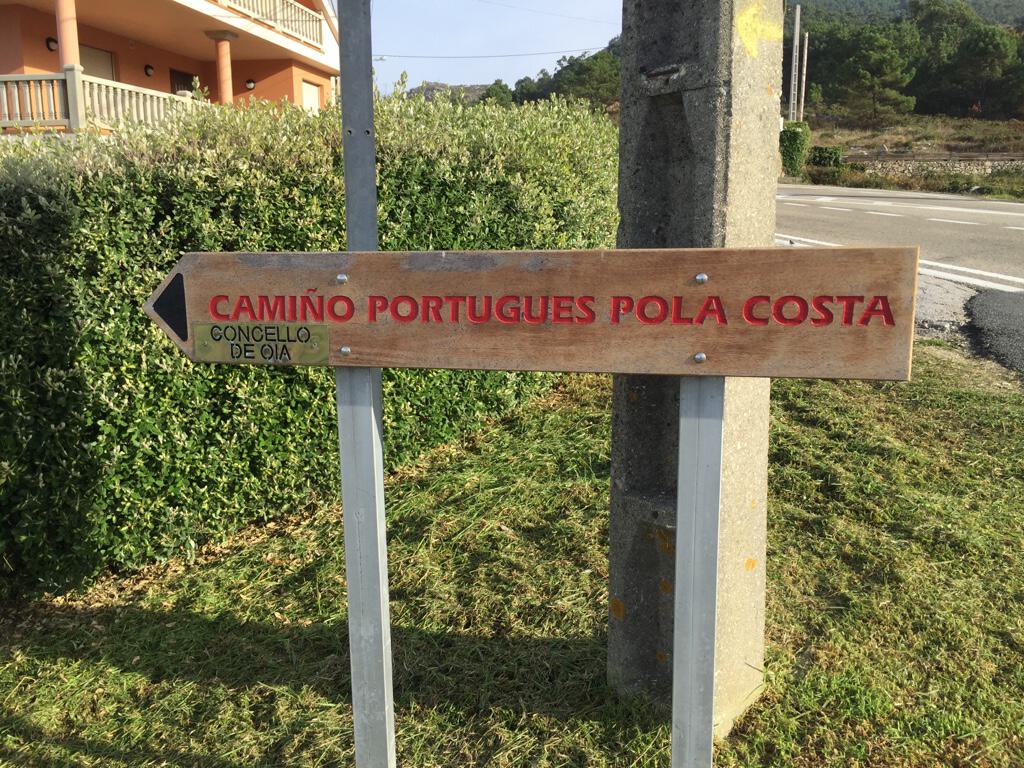 CAMIÑO PORTUGUES POLA COSTA
CONCELLO
DE OIA